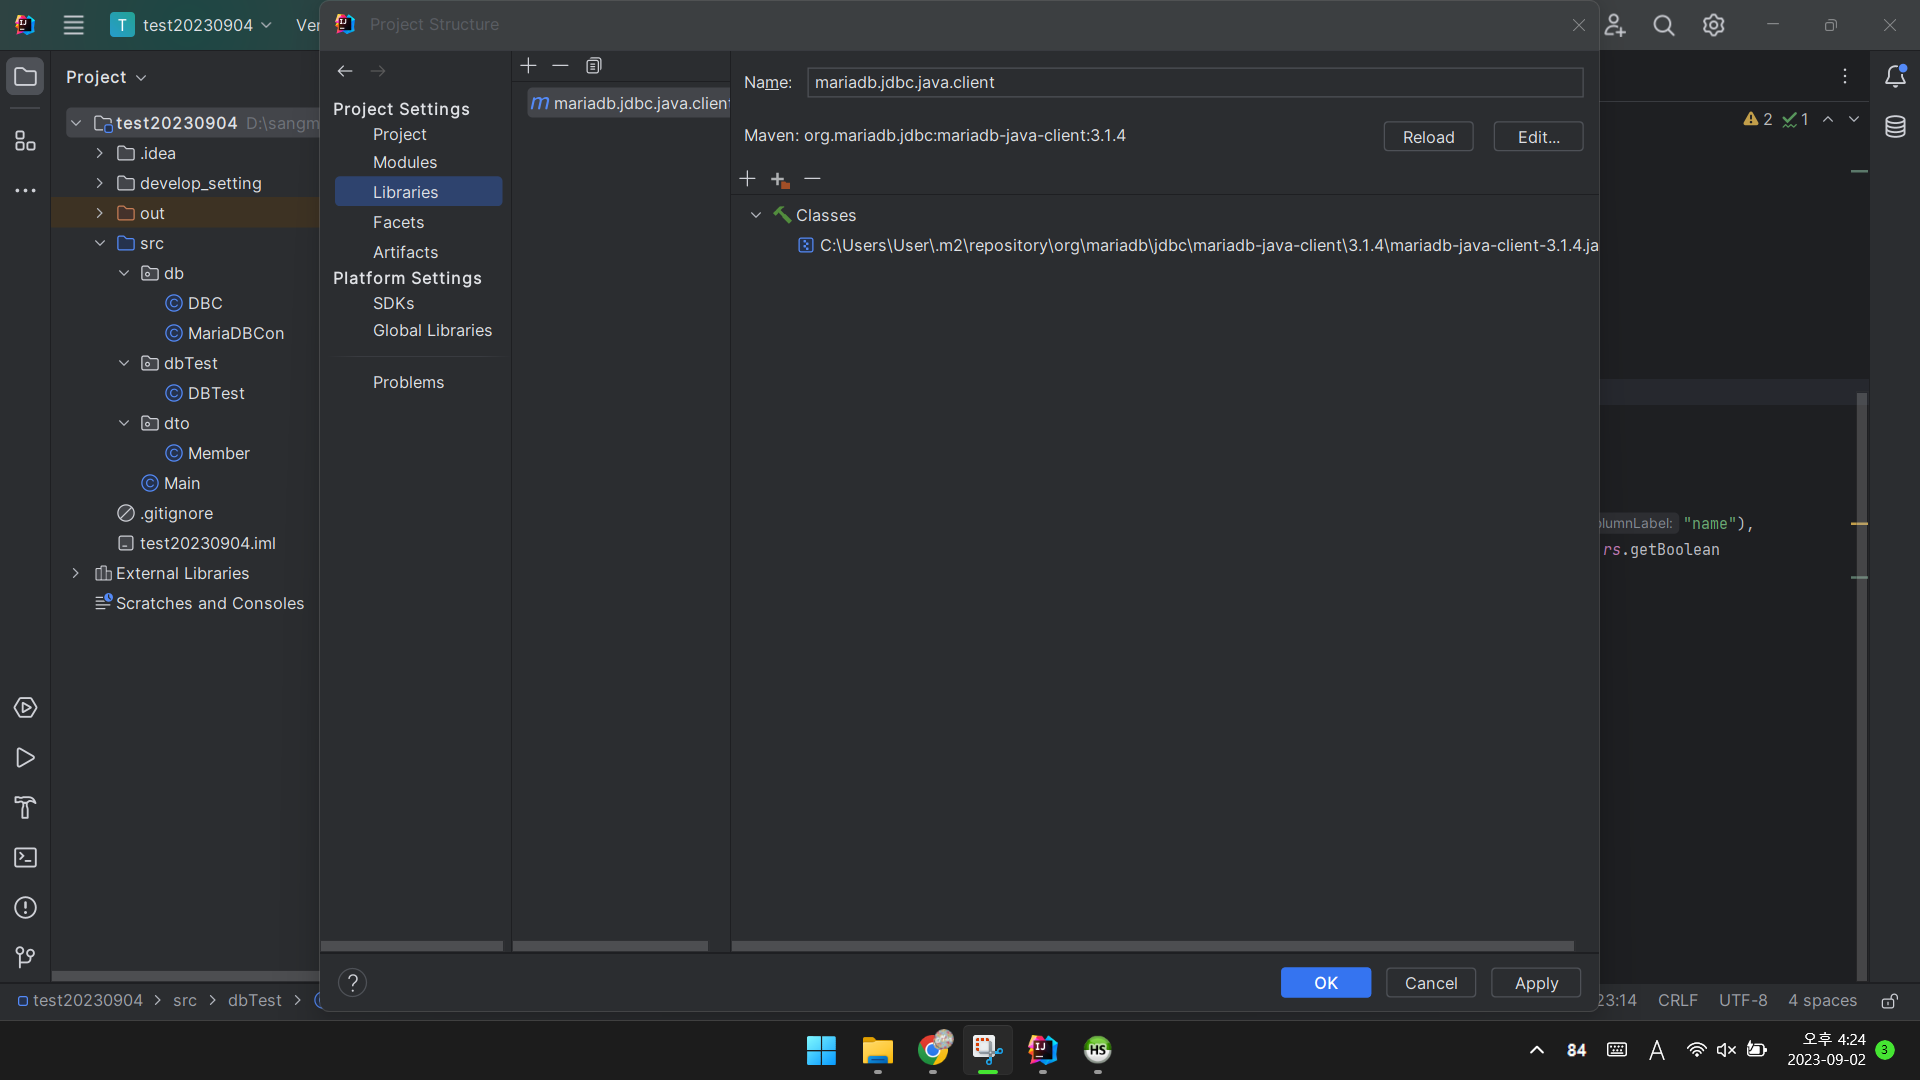 T test20230904 Ver
Project Structure
Project
test20230904 D:\sangm
.idea
develop_setting
out
src
db
DBC
MariaDBCon
dbTest
DBTest
dto
Member
Main
.gitignore
test20230904.iml
External Libraries
Scratches and Consoles
Project Settings
Project
Modules
Libraries
Facets
Artifacts
Platform Settings
SDKs
Global Libraries
Problems
mariadb.jdbc.java.client
Name: mariadb.jdbc.java.client
Maven: org.mariadb.jdbc:mariadb-java-client:3.1.4
Reload
Edit...
Classes
C:\Users\User\.m2\repository\org\mariadb\jdbc\mariadb-java-client\3.1.4\mariadb-java-client-3.1.4.ja
2 1
olumnLabel: "name"),
rs.getBoolean
? OK Cancel Apply
test20230904 > src > dbTest >
23:14 CRLF UTF-8 4 spaces
84 A 오후 4:24
2023-09-02 3